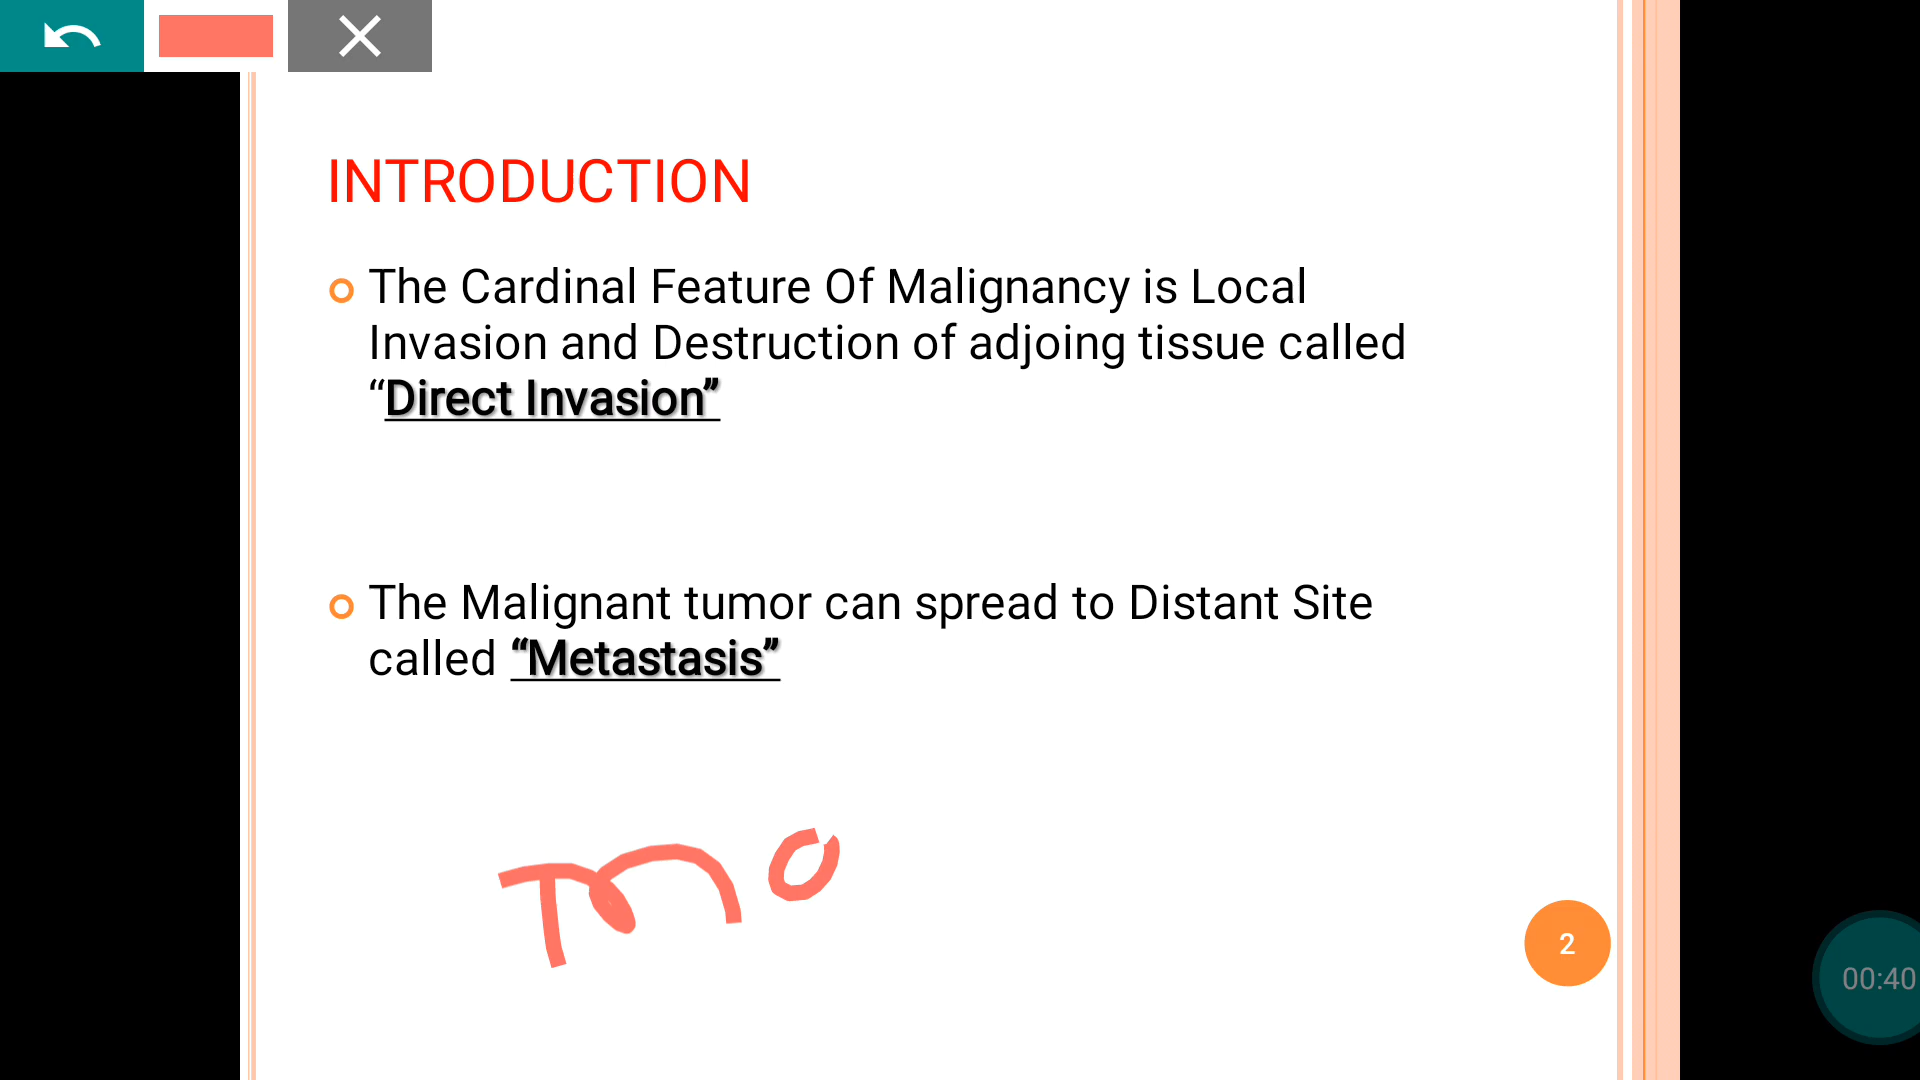 INTRODUCTION
The Cardinal Feature Of Malignancy is Local
Invasion and Destruction of adjoing tissue called
“Direct Invasion”
The Malignant tumor can spread to Distant Site
called “Metastasis”
2
00:40